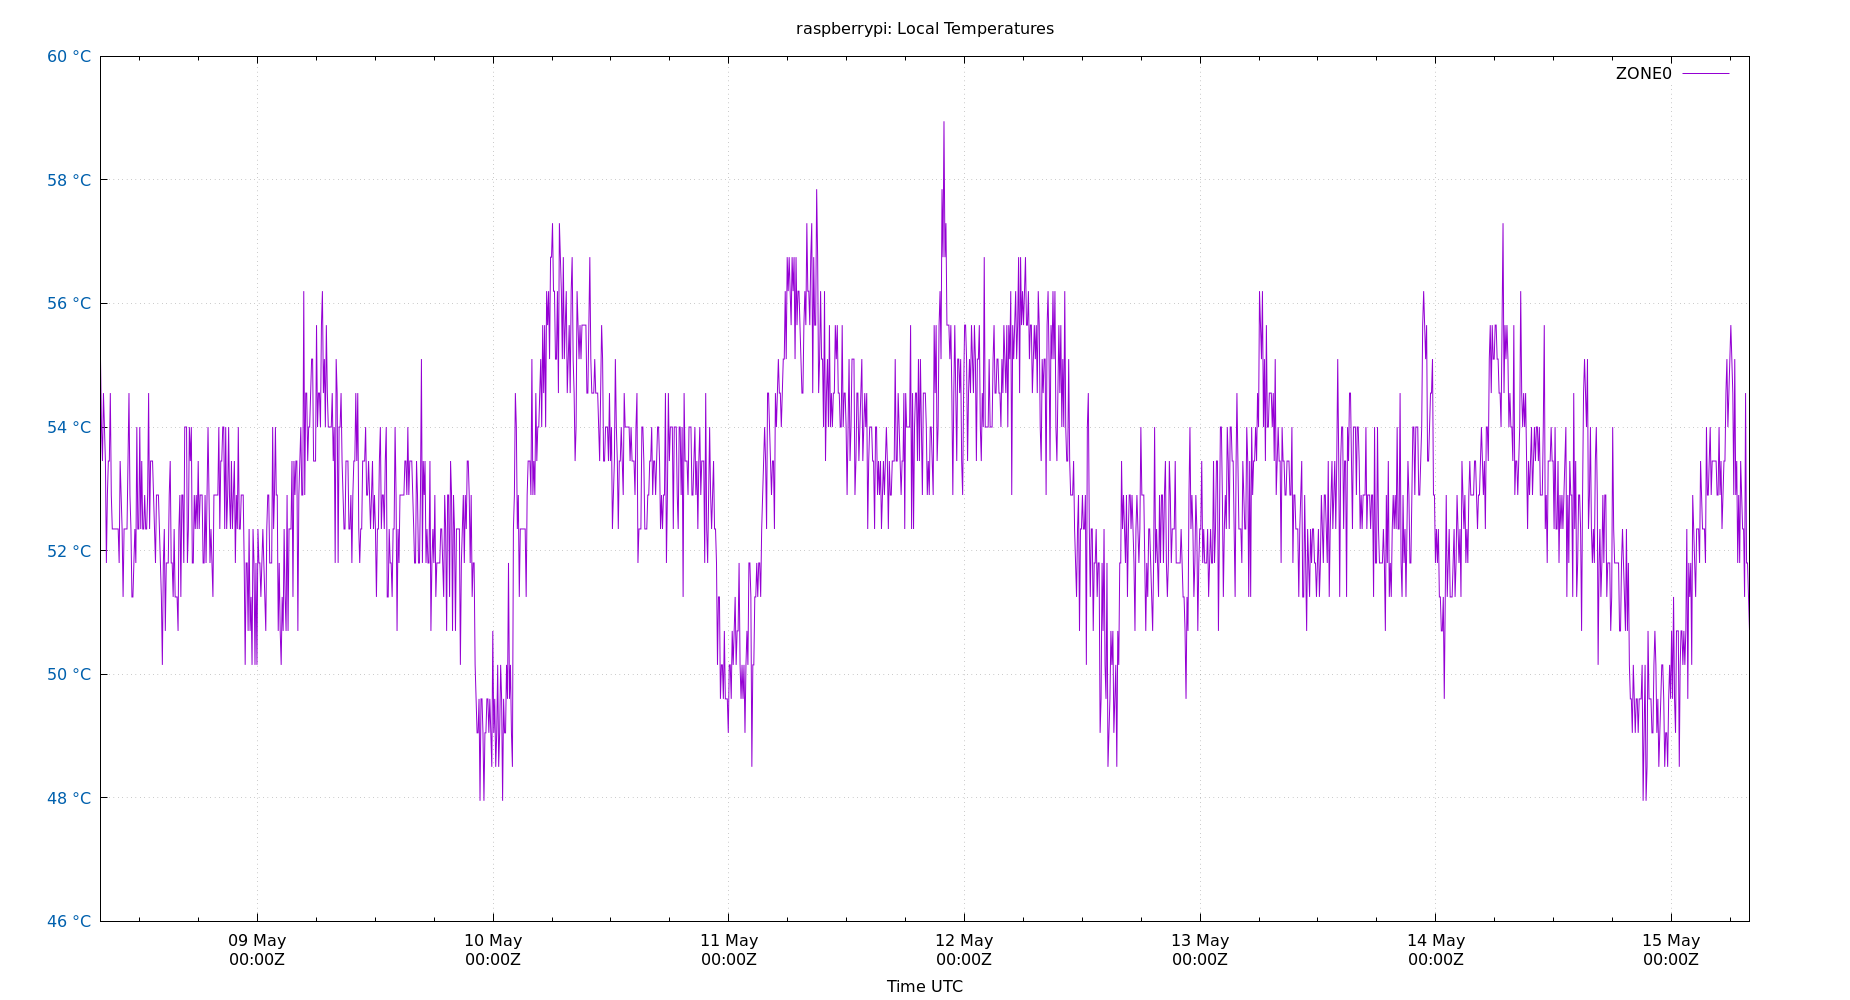 raspberrypi: Local Temperatures
60 °C
ZONE0
58 °C
56 °C
54 °C
52 °C
50 °C
48 °C
46 °C
09 May 10 May 11 May 12 May 13 May 14 May 15 May
00:00Z 00:00Z 00:00Z 00:00Z 00:00Z 00:00Z 00:00Z
Time UTC